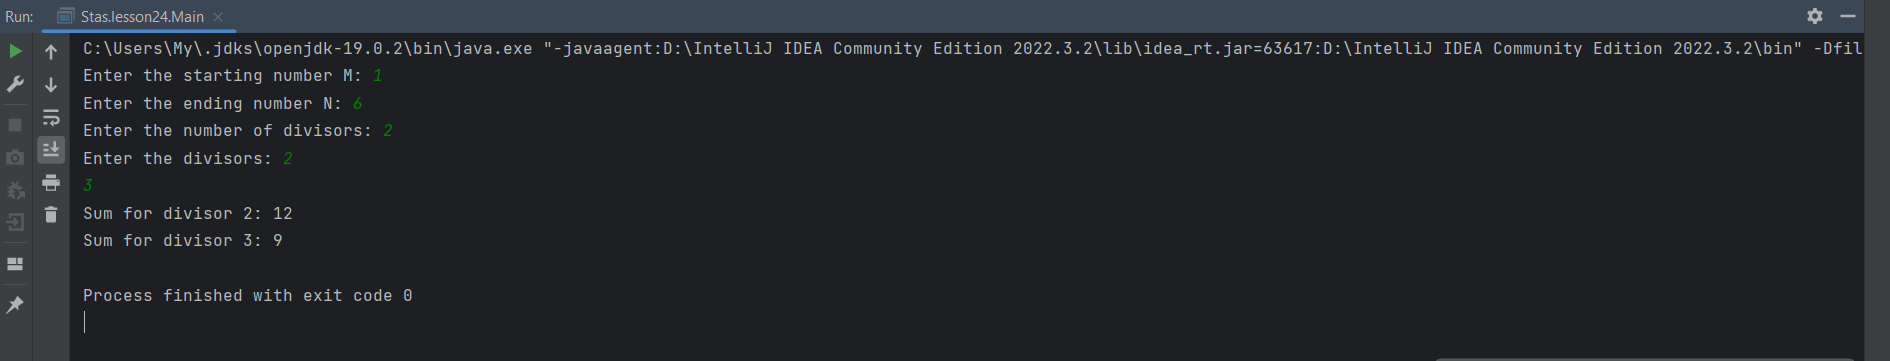 Run: Stas.lesson24.Main
C:\Users\My\.jdks\openjdk-19.0.2\bin\java.exe "-javaagent:D:\IntelliJ IDEA Community Edition 2022.3.2\lib\idea_rt.jar=63617:D:\IntelliJ IDEA Community Edition 2022.3.2\bin" -Dfil
Enter the starting number M: 1
Enter the ending number N: 6
Enter the number of divisors: 2
Enter the divisors: 2
3
Sum for divisor 2: 12
Sum for divisor 3: 9
Process finished with exit code 0